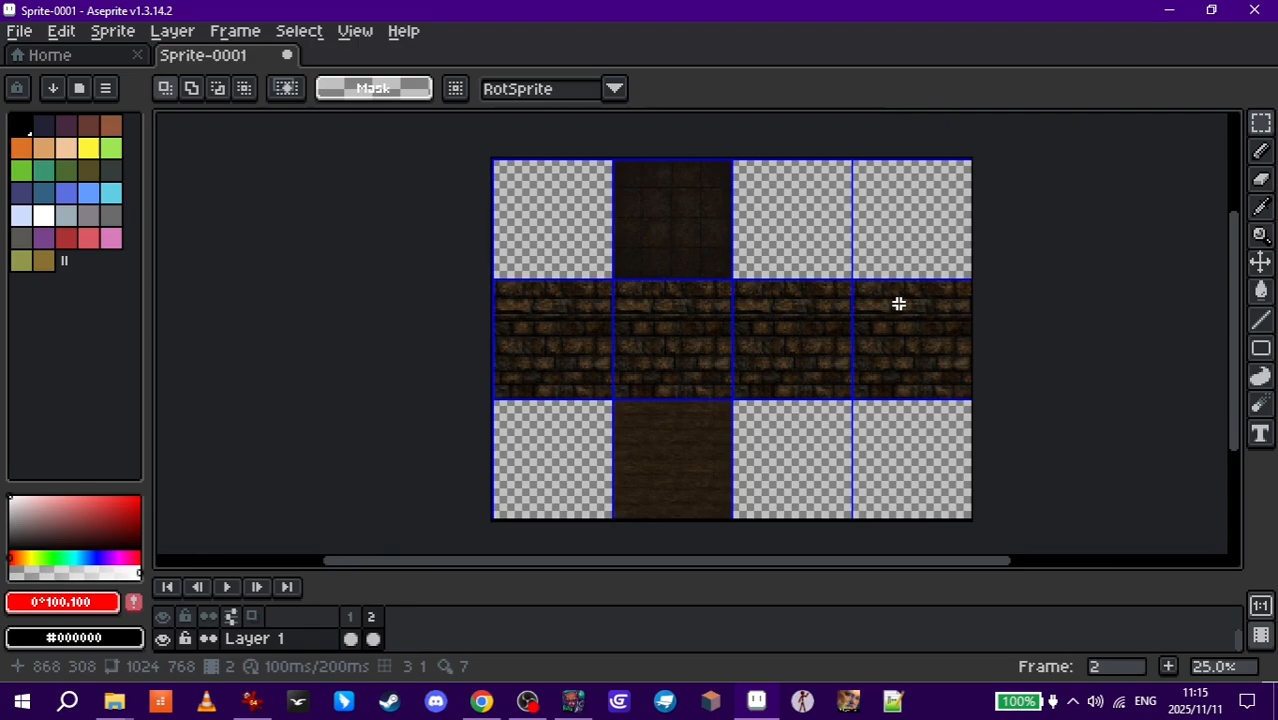 Sprite-0001 - Aseprite v1.3.14.2
File Edit Sprite Layer Frame Select View Help
Home Sprite-0001
Mask RotSprite
0°100,100
#000000
1 2
Layer 1
868 308 1024 768 2 100ms/200ms 3 1 7 Frame: 2 25.0%
1:1
100% ENG 11:15
2025/11/11